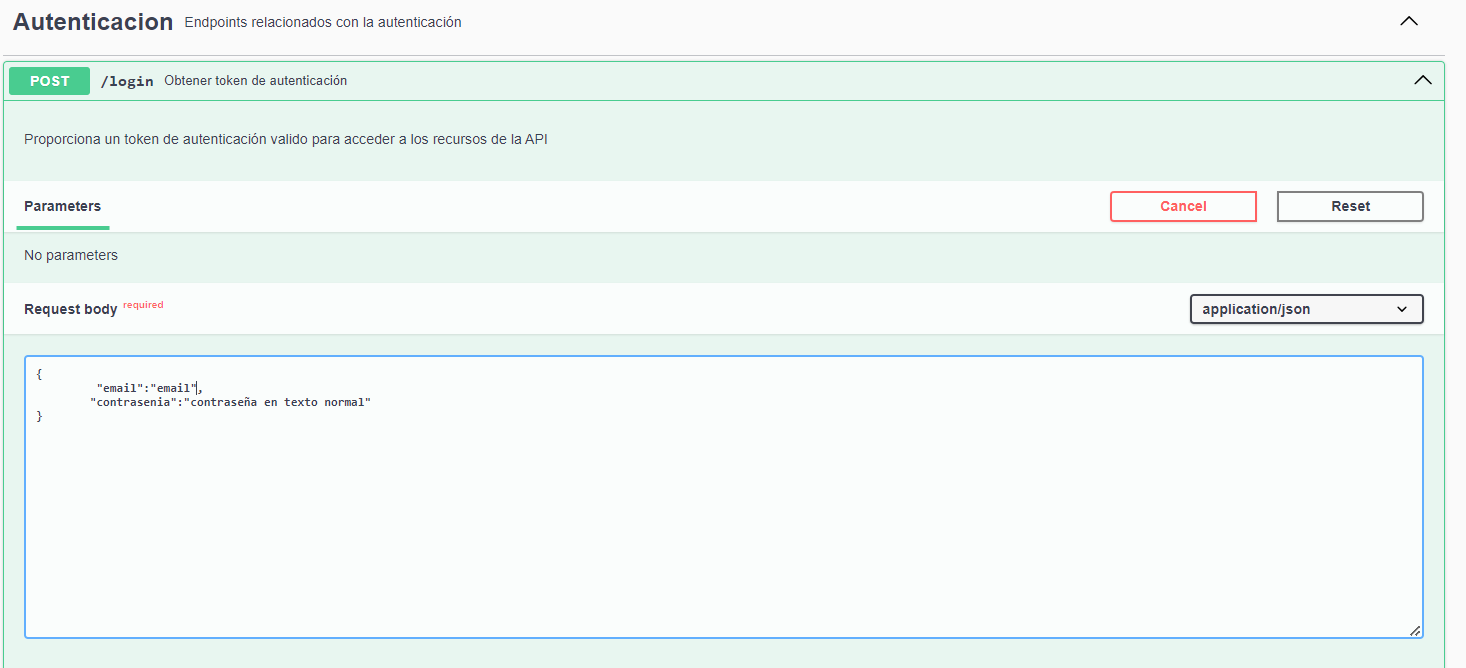 Autenticacion Endpoints relacionados con la autenticación
POST /login Obtener token de autenticación
Proporciona un token de autenticación valido para acceder a los recursos de la API
Parameters Cancel Reset
No parameters
Request body required application/json
{
"email":"email",
"contrasenia":"contraseña en texto normal"
}